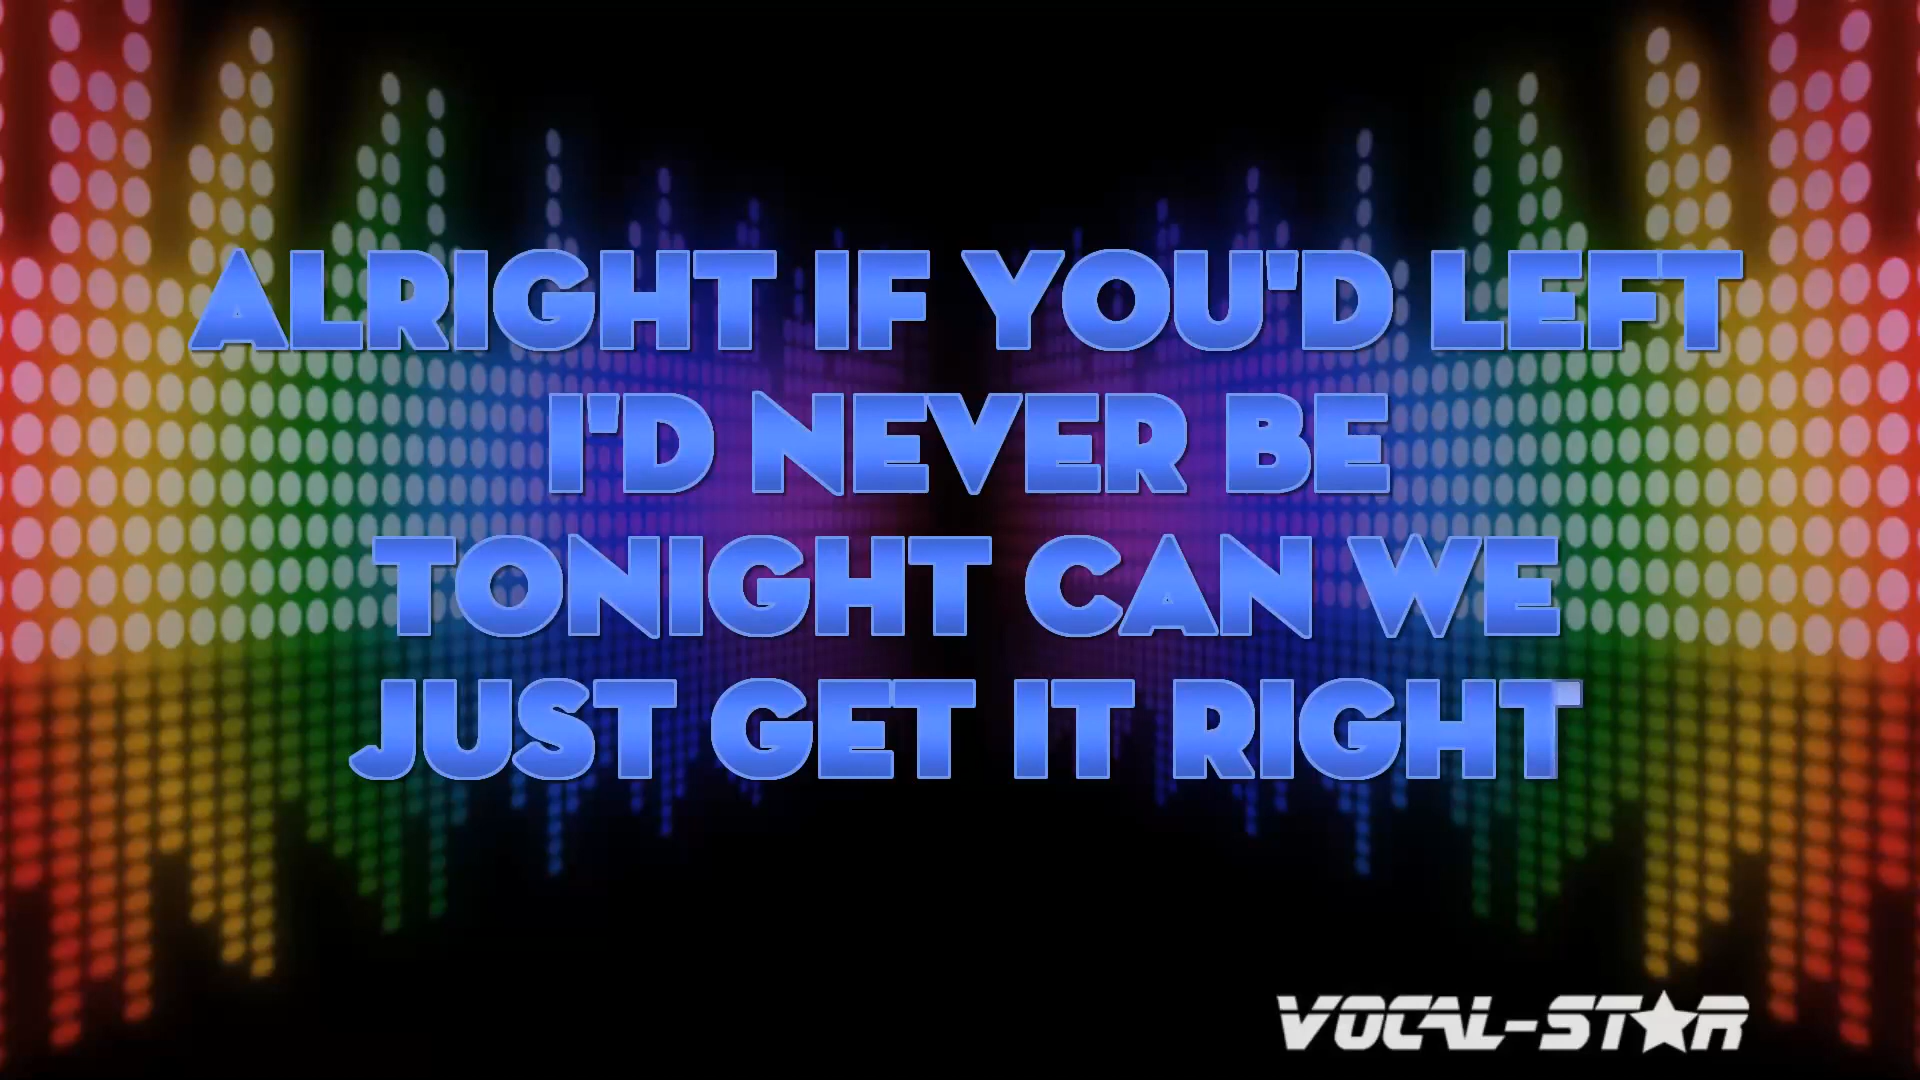 ALRIGHT IF YOU'D LEFT
I'D NEVER BE
TONIGHT CAN WE
JUST GET IT RIGHT
VOCAL-STAR